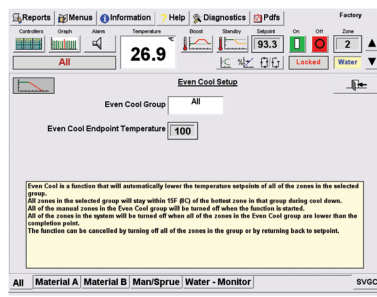 Reports Menus Information ? Help Diagnostics Pdfs Factory
Controllers Graph Alarm Temperature Boost Standby Setpoint On Off Zone
°C
26.9 93.3 2
All Locked Water
Even Cool Setup
Even Cool Group All
Even Cool Endpoint Temperature 100
Even Cool is a function that will automatically lower the temperature setpoints of all of the zones in the selected
group.
All zones in the selected group will stay within 15F (8C) of the hottest zone in that group during cool down.
All of the manual zones in the Even Cool group will be turned off when the function is started.
All of the zones in the system will be turned off when all of the zones in the Even Cool group are lower than the
completion point.
The function can be cancelled by turning off all of the zones in the group or by returning back to setpoint.
All Material A Material B Man/Sprue Water - Monitor SVGC